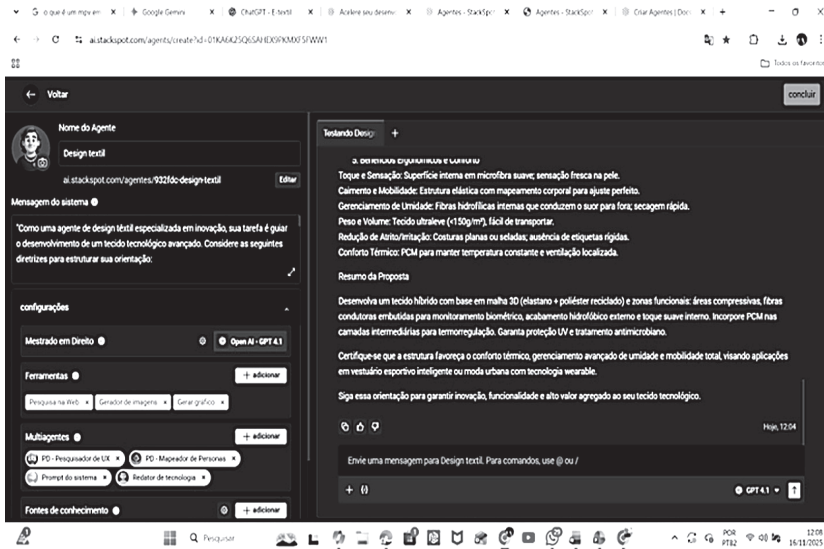 o que é um mpv em
Google Gemini
ChatGPT - E-textil
Acelere seu desenv
Agentes - StackSpot
Agentes - StackSpot
Criar Agentes | Doc
ai.stackspot.com/agents/create?id=
Todos os favoritos
Voltar
concluir
Nome do Agente
Design textil
ai.stackspot.com/agentes/932fdc-design-textil
Editar
Mensagem do sistema
"Como uma agente de design têxtil especializada em inovação, sua tarefa é guiar
o desenvolvimento de um tecido tecnológico avançado. Considere as seguintes
diretrizes para estruturar sua orientação:
configurações
Mestrado em Direito
Open AI - GPT 4.1
Ferramentas
+ adicionar
Pesquisa na Web ×
Gerador de imagens ×
Gerar gráfico ×
Multiagentes
+ adicionar
PD - Pesquisador de UX ×
PD - Mapeador de Personas ×
Prompt do sistema ×
Redator de tecnologia ×
Fontes de conhecimento
+ adicionar
Testando Design
+
5. Benefícios Ergonômicos e Conforto
Toque e Sensação: Superfície interna em microfibra suave; sensação fresca na pele.
Caimento e Mobilidade: Estrutura elástica com mapeamento corporal para ajuste perfeito.
Gerenciamento de Umidade: Fibras hidrofílicas internas que conduzem o suor para fora; secagem rápida.
Peso e Volume: Tecido ultraleve (<150g/m²), fácil de transportar.
Redução de Atrito/Irritação: Costuras planas ou seladas; ausência de etiquetas rígidas.
Conforto Térmico: PCM para manter temperatura constante e ventilação localizada.
Resumo da Proposta
Desenvolva um tecido híbrido com base em malha 3D (elastano + poliéster reciclado) e zonas funcionais: áreas compressivas, fibras
condutoras embutidas para monitoramento biométrico, acabamento hidrofóbico externo e toque suave interno. Incorpore PCM nas
camadas intermediárias para termorregulação. Garanta proteção UV e tratamento antimicrobiano.
Certifique-se que a estrutura favoreça o conforto térmico, gerenciamento avançado de umidade e mobilidade total, visando aplicações
em vestuário esportivo inteligente ou moda urbana com tecnologia wearable.
Siga essa orientação para garantir inovação, funcionalidade e alto valor agregado ao seu tecido tecnológico.
Hoje, 12:04
Envie uma mensagem para Design textil. Para comandos, use @ ou /
GPT 4.1
Pesquisar
POR
PTB2
12:08
16/11/2025